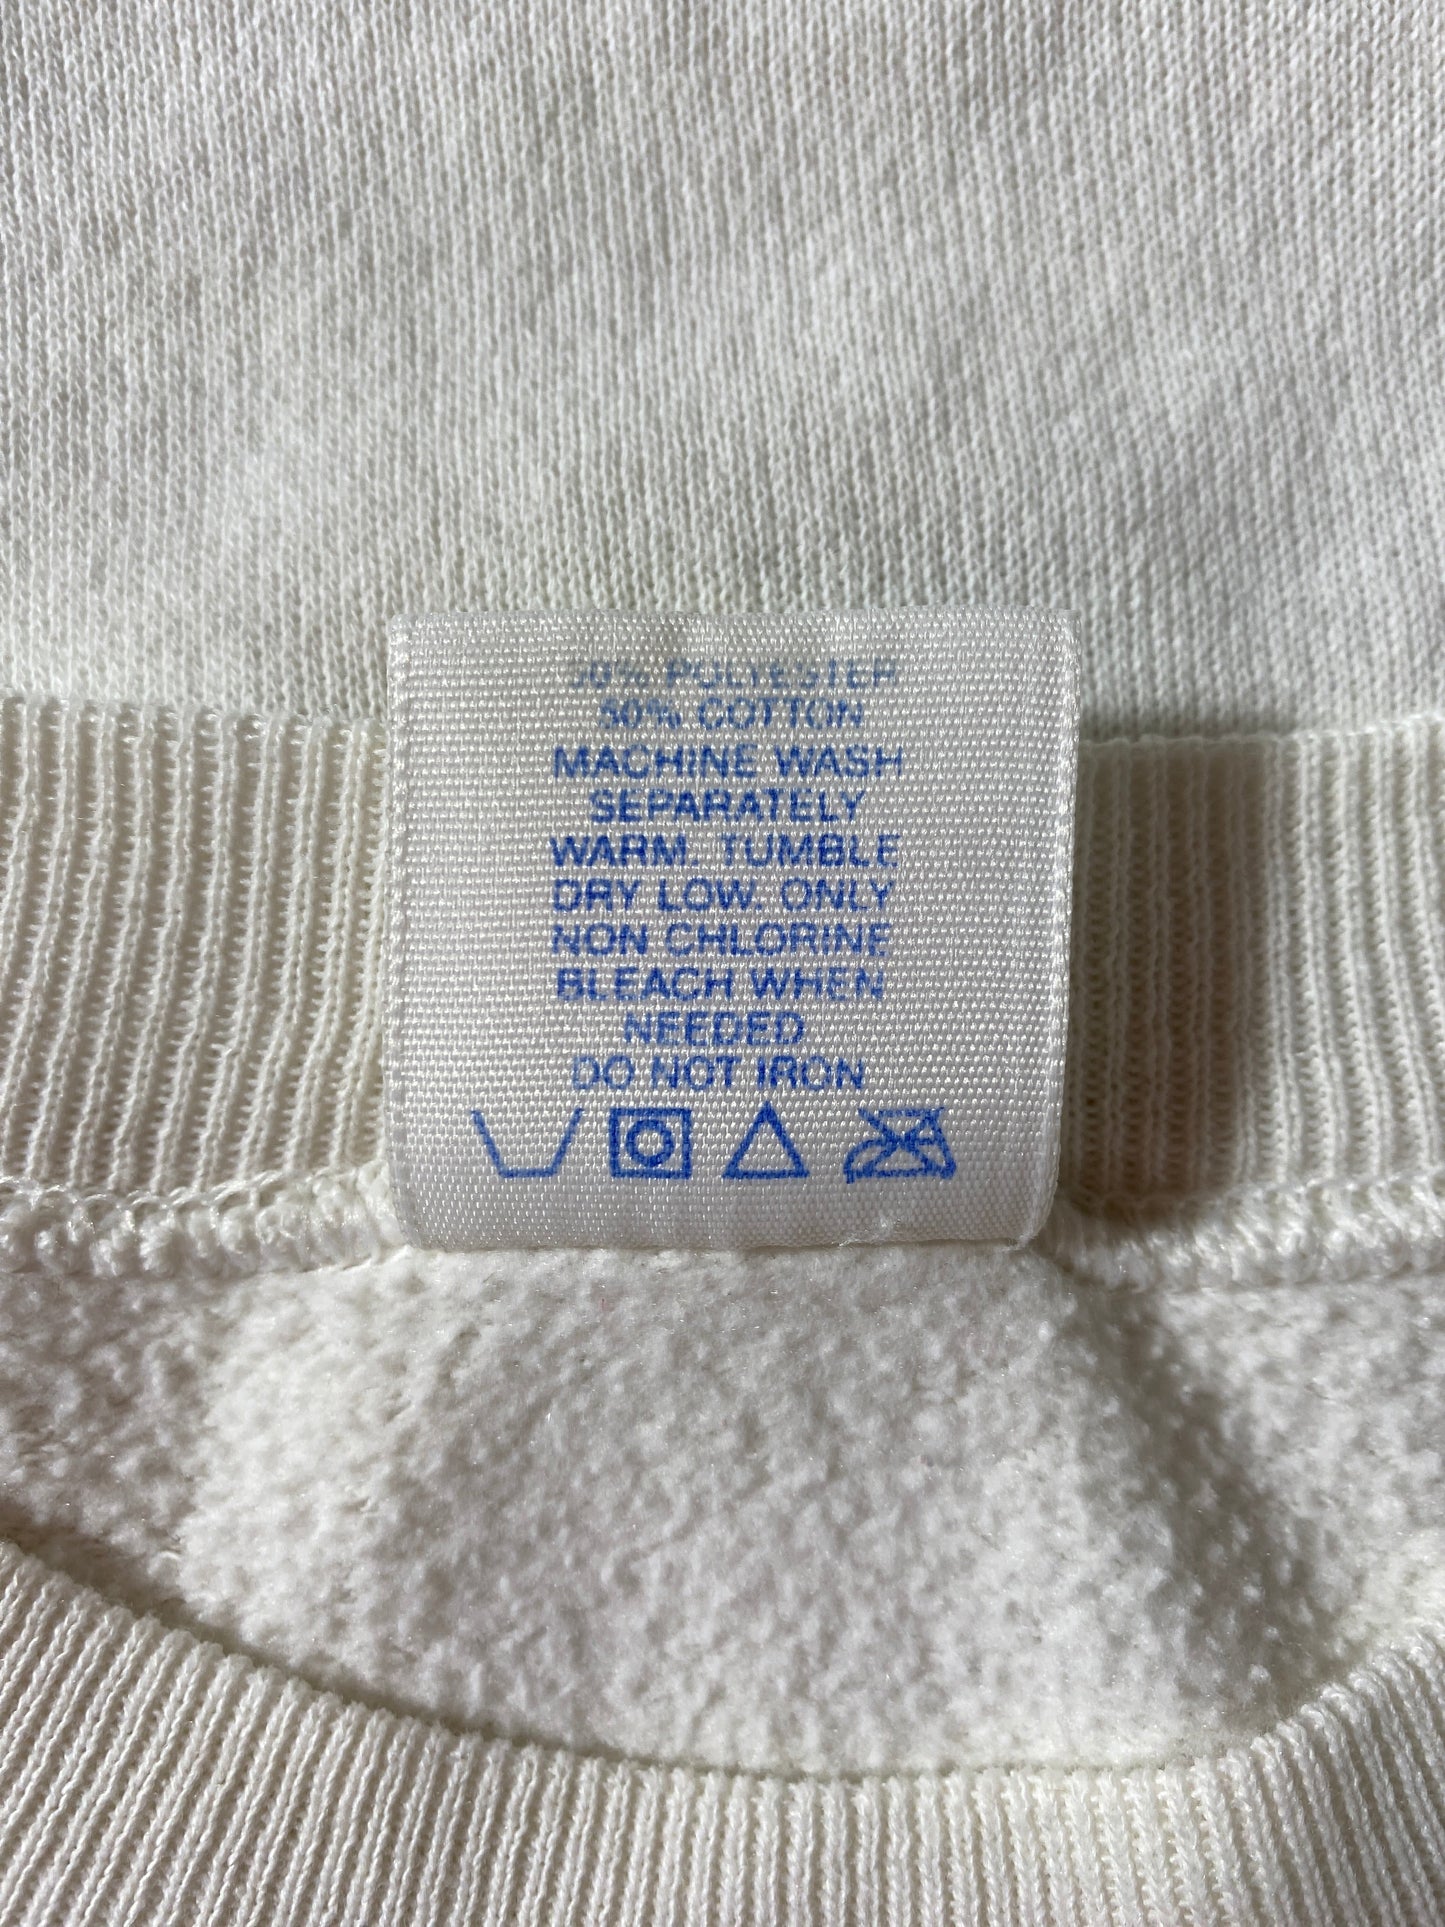 50% POLYESTER
50% COTTON
MACHINE WASH
SEPARATELY
WARM. TUMBLE
DRY LOW. ONLY
NON CHLORINE
BLEACH WHEN
NEEDED
DO NOT IRON